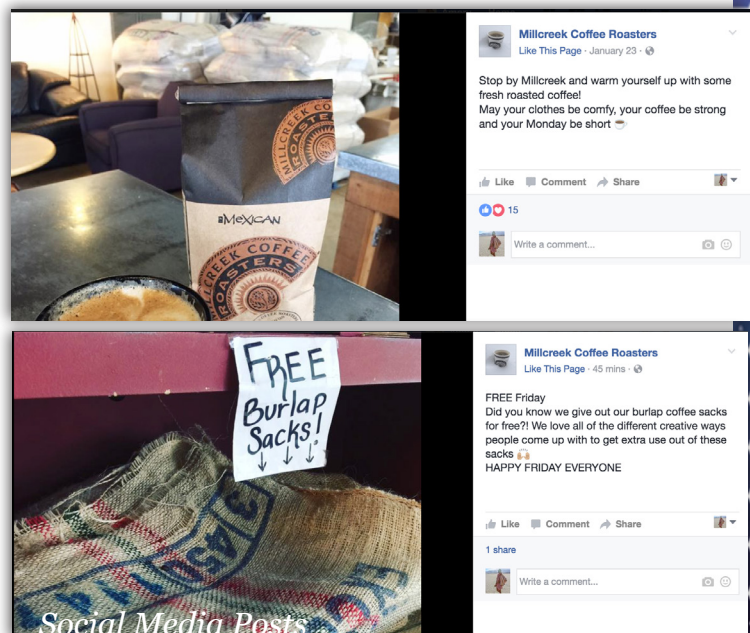 MILLCREEK COFFEE
ROASTERS
MEXICAN
MILLCREEK COFFEE
ROASTERS
Millcreek Coffee Roasters
Like This Page · January 23 ·
Stop by Millcreek and warm yourself up with some
fresh roasted coffee!
May your clothes be comfy, your coffee be strong
and your Monday be short ☕
Like Comment Share
15
Write a comment...
FREE
Burlap
Sacks!
Social Media Posts
Millcreek Coffee Roasters
Like This Page · 45 mins ·
FREE Friday
Did you know we give out our burlap coffee sacks
for free?! We love all of the different creative ways
people come up with to get extra use out of these
sacks 🙌🏼
HAPPY FRIDAY EVERYONE
Like Comment Share
1 share
Write a comment...